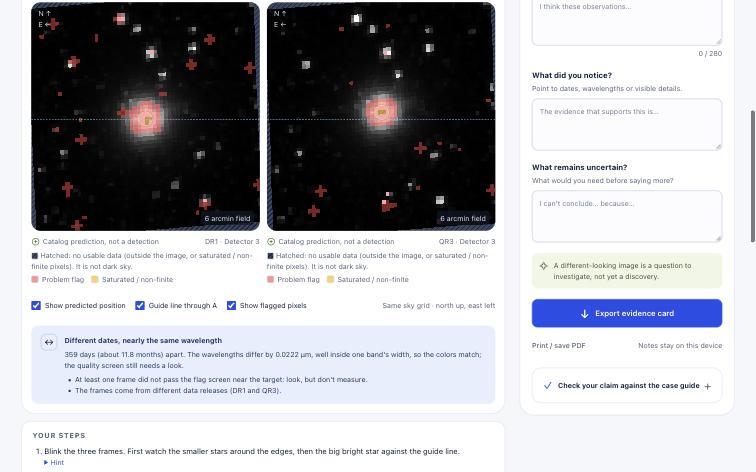 N ↑
E ←
6 arcmin field
N ↑
E ←
6 arcmin field
Catalog prediction, not a detection
DR1 · Detector 3
Hatched: no usable data (outside the image, or saturated / non-
finite pixels). It is not dark sky.
Problem flag
Saturated / non-finite
Catalog prediction, not a detection
QR3 · Detector 3
Hatched: no usable data (outside the image, or saturated / non-
finite pixels). It is not dark sky.
Problem flag
Saturated / non-finite
Show predicted position
Guide line through A
Show flagged pixels
Same sky grid · north up, east left
Different dates, nearly the same wavelength
359 days (about 11.8 months) apart. The wavelengths differ by 0.0222 µm, well inside one band's width, so the colors match;
the quality screen still needs a look.
• At least one frame did not pass the flag screen near the target: look, but don't measure.
• The frames come from different data releases (DR1 and QR3).
YOUR STEPS
1. Blink the three frames. First watch the smaller stars around the edges, then the big bright star against the guide line.
Hint
I think these observations...
0 / 280
What did you notice?
Point to dates, wavelengths or visible details.
The evidence that supports this is...
What remains uncertain?
What would you need before saying more?
I can't conclude... because...
A different-looking image is a question to
investigate, not yet a discovery.
↓ Export evidence card
Print / save PDF
Notes stay on this device
Check your claim against the case guide +